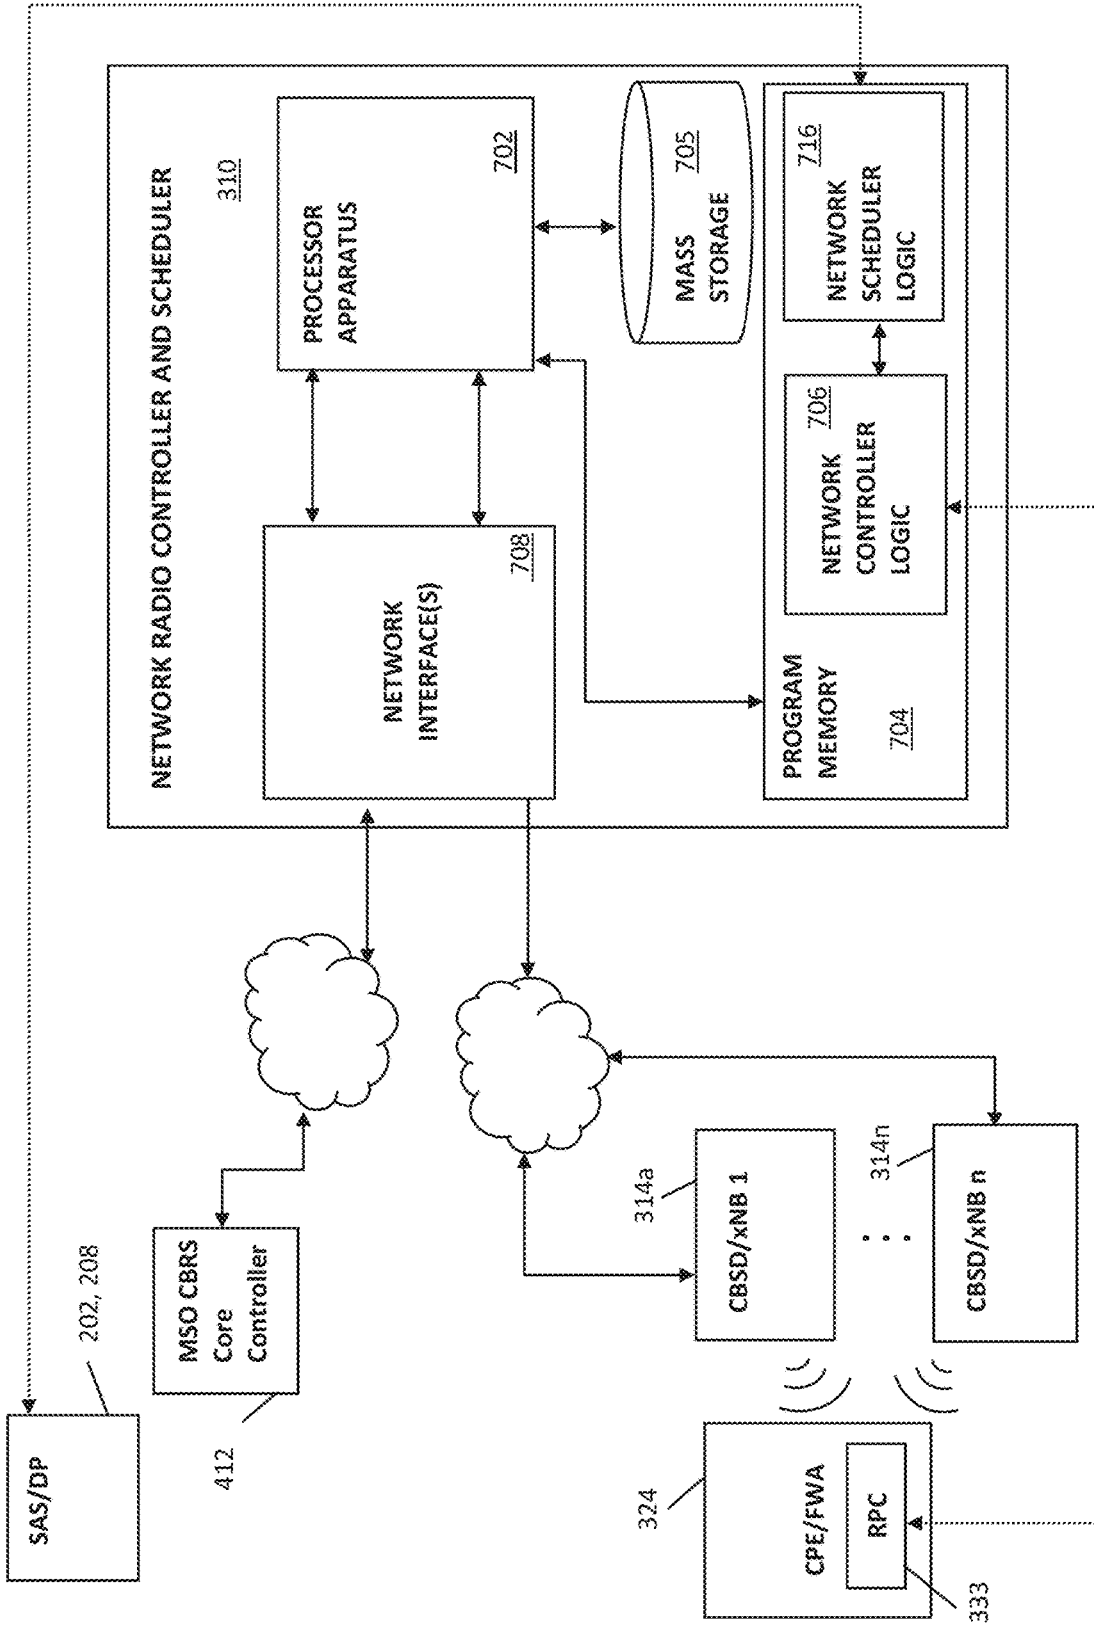 NETWORK RADIO CONTROLLER AND SCHEDULER
310
PROCESSOR
APPARATUS
702
NETWORK
INTERFACE(S)
708
MASS
STORAGE
705
PROGRAM
MEMORY
704
NETWORK
CONTROLLER
LOGIC
706
NETWORK
SCHEDULER
LOGIC
716
SAS/DP
202, 208
MSO CBRS
Core
Controller
412
CBSD/xNB 1
314a
CBSD/xNB n
314n
CPE/FWA
324
RPC
333